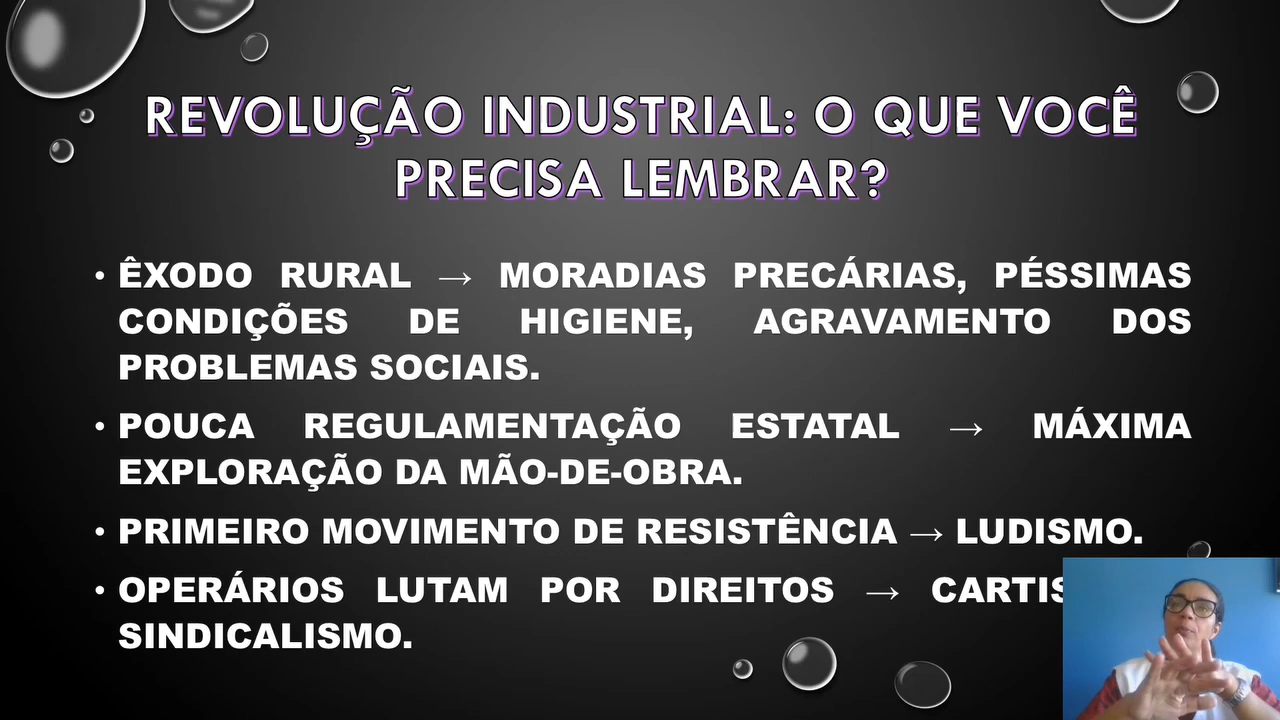 REVOLUÇÃO INDUSTRIAL: O QUE VOCÊ
PRECISA LEMBRAR?
• ÊXODO RURAL → MORADIAS PRECÁRIAS, PÉSSIMAS
CONDIÇÕES DE HIGIENE, AGRAVAMENTO DOS
PROBLEMAS SOCIAIS.
• POUCA REGULAMENTAÇÃO ESTATAL → MÁXIMA
EXPLORAÇÃO DA MÃO-DE-OBRA.
• PRIMEIRO MOVIMENTO DE RESISTÊNCIA → LUDISMO.
• OPERÁRIOS LUTAM POR DIREITOS →
SINDICALISMO.